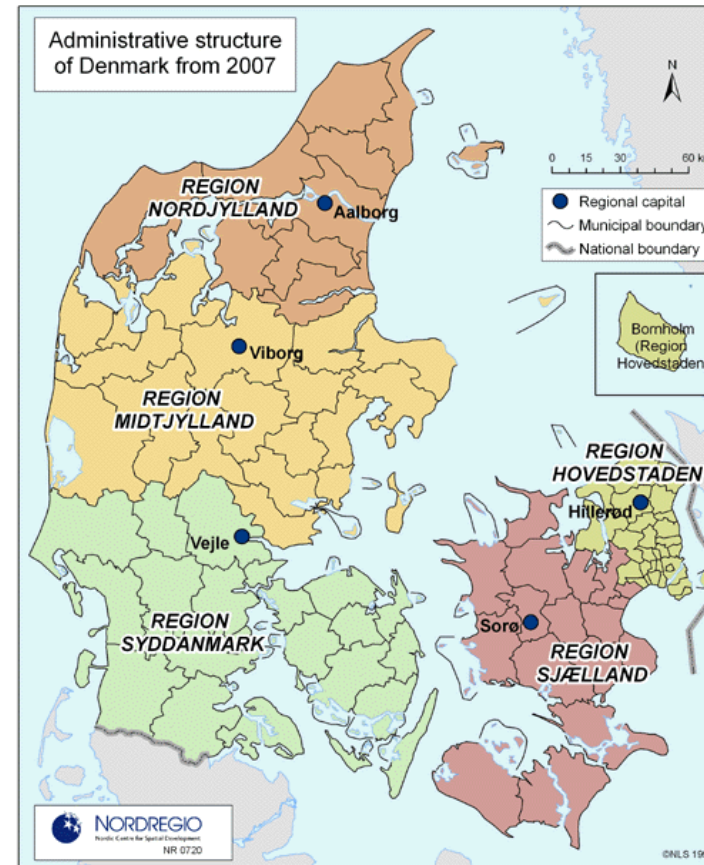 Administrative structure
of Denmark from 2007
N
0 15 30 60 km
Regional capital
Municipal boundary
National boundary
REGION
NORDJYLLAND
Aalborg
Viborg
REGION
MIDTJYLLAND
Bornholm
(Region
Hovedstaden)
REGION
HOVEDSTADEN
Hillerød
Vejle
REGION
SYDDANMARK
Sorø
REGION
SJÆLLAND
NORDREGIO
Nordic Centre for Spatial Development
NR 0720